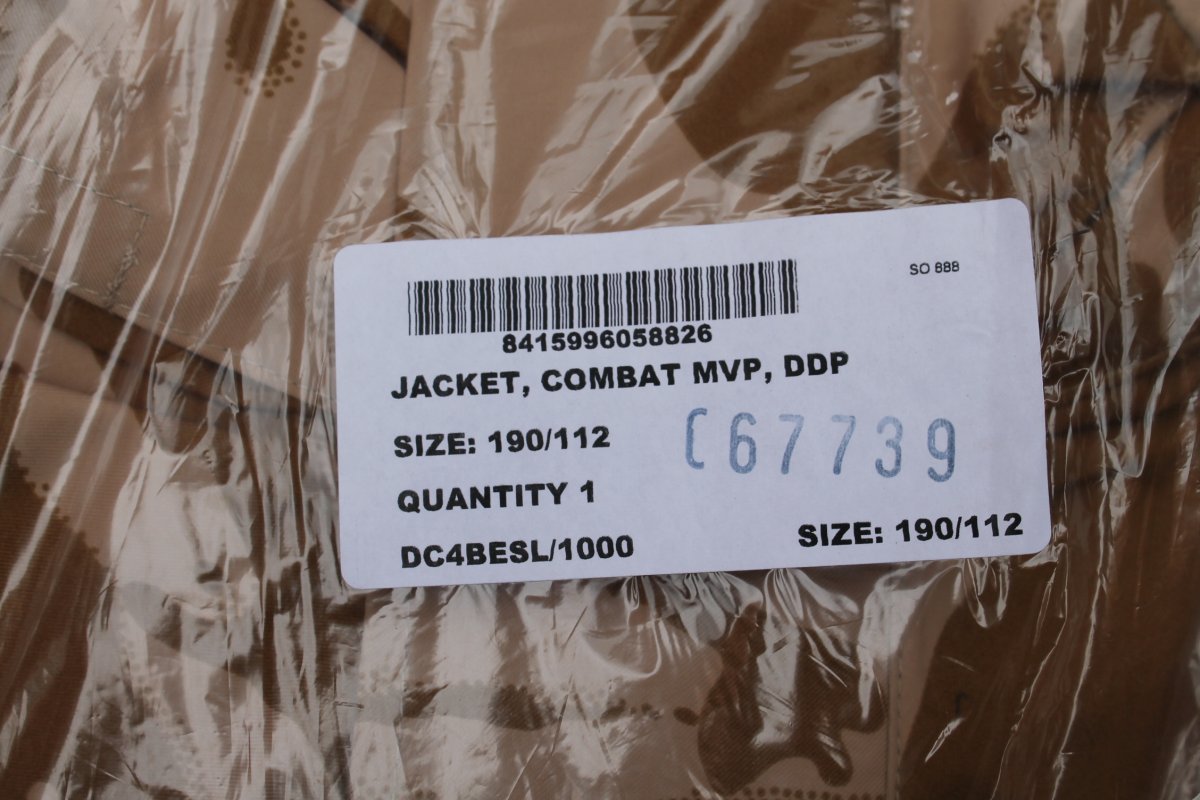 SO 888
8415996058826
JACKET, COMBAT MVP, DDP
SIZE: 190/112
C67739
QUANTITY 1
DC4BESL/1000
SIZE: 190/112